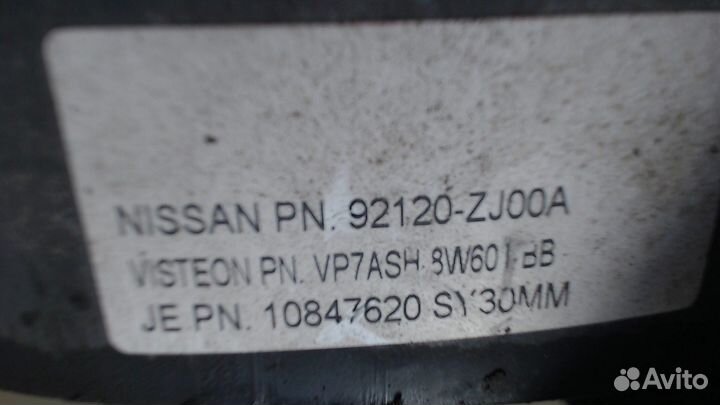 NISSAN PN. 92120-ZJ00A
VISTEON PN. VP7ASH-8W601-BB
JE PN. 10847620 SY30MM
Avito